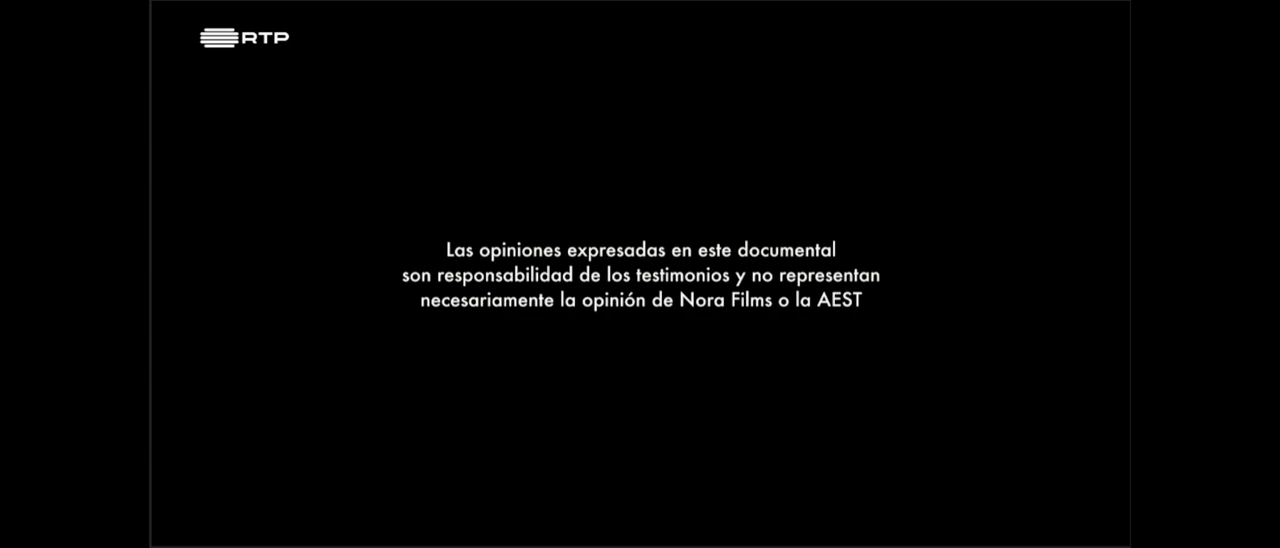 RTP
Las opiniones expresadas en este documental
son responsabilidad de los testimonios y no representan
necesariamente la opinión de Nora Films o la AEST